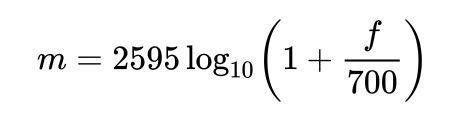 m = 2595 log₁₀(1 + f/700)